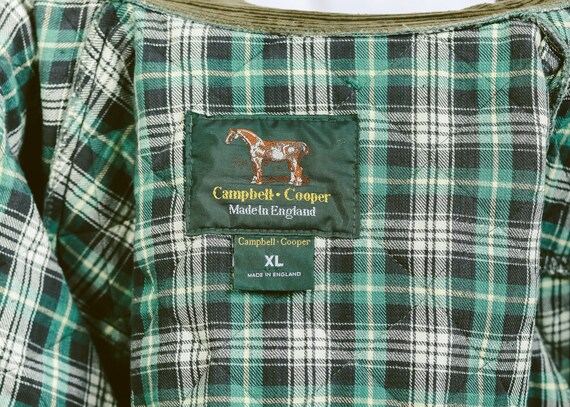 Campbell · Cooper
Made in England
Campbell · Cooper
XL
MADE IN ENGLAND